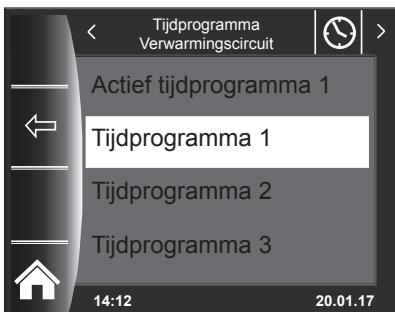 Tijdprogramma
Verwarmingscircuit
Actief tijdprogramma 1
Tijdprogramma 1
Tijdprogramma 2
Tijdprogramma 3
14:12 20.01.17